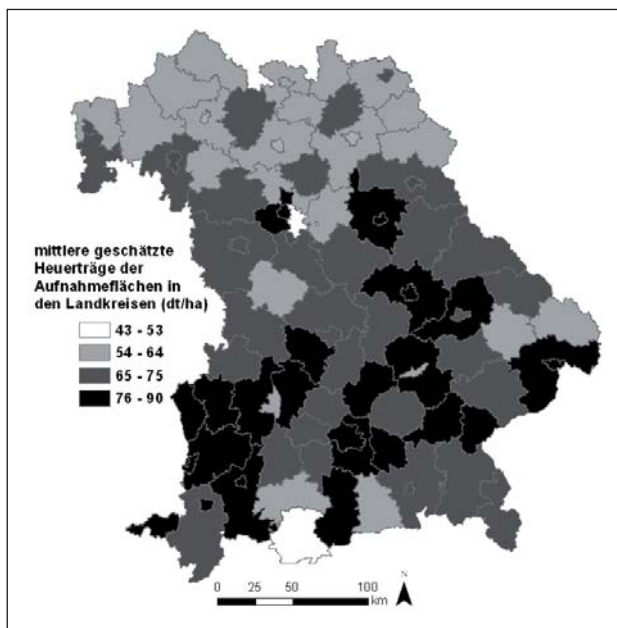 mittlere geschätzte
Heuerträge der
Aufnahmeflächen in
den Landkreisen (dt/ha)
43 - 53
54 - 64
65 - 75
76 - 90
0 25 50 100
km
N